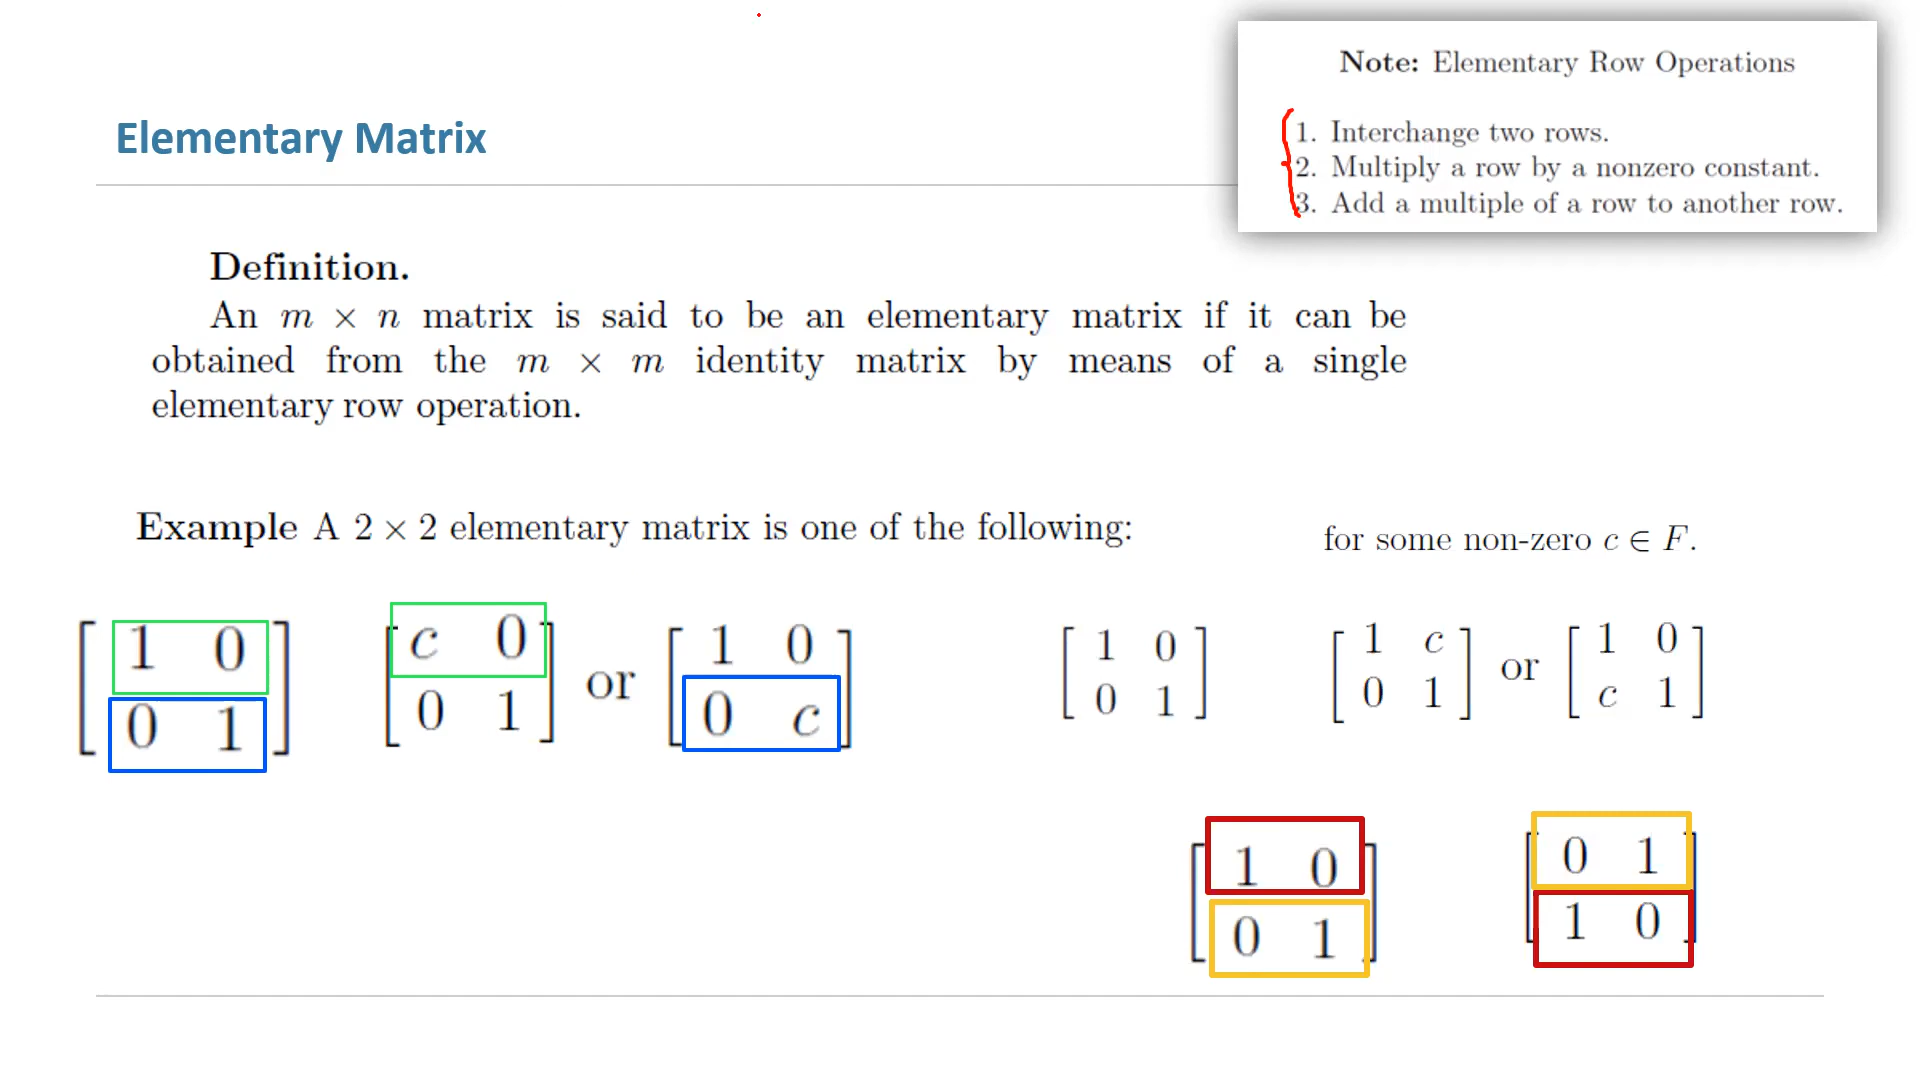 Note: Elementary Row Operations
1. Interchange two rows.
2. Multiply a row by a nonzero constant.
3. Add a multiple of a row to another row.
Elementary Matrix
Definition.
An m × n matrix is said to be an elementary matrix if it can be
obtained from the m × m identity matrix by means of a single
elementary row operation.
Example A 2 × 2 elementary matrix is one of the following:
for some non-zero c ∈ F.
[ 1 0 ] [ c 0 ] or [ 1 0 ]
[ 0 1 ] [ 0 1 ] [ 0 c ]
[ 1 0 ] [ 1 c ] or [ 1 0 ]
[ 0 1 ] [ 0 1 ] [ c 1 ]
[ 1 0 ] [ 0 1 ]
[ 0 1 ] [ 1 0 ]